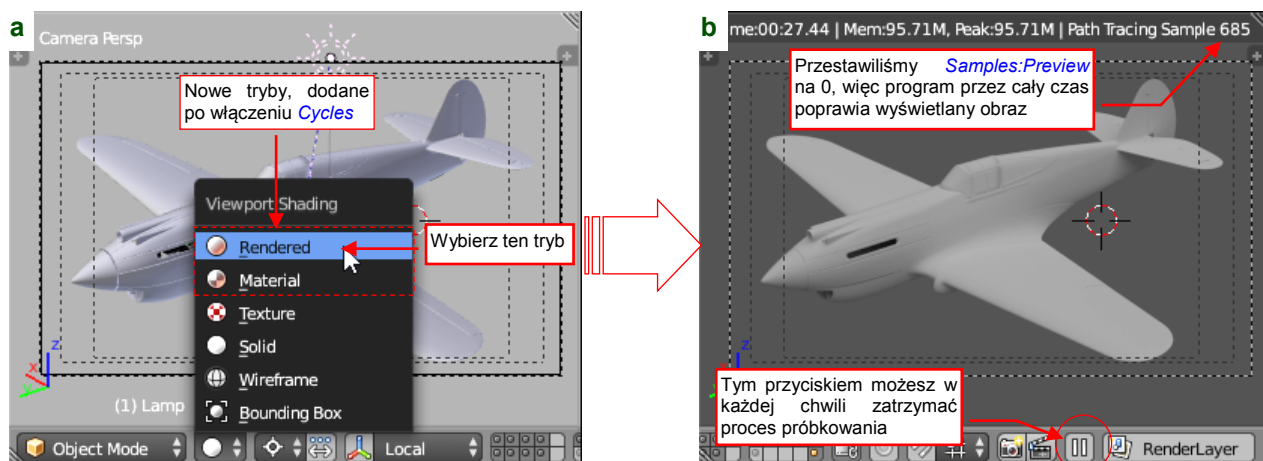 a
Camera Persp
Nowe tryby, dodane
po włączeniu Cycles
Viewport Shading
Rendered
Material
Texture
Solid
Wireframe
Bounding Box
Wybierz ten tryb
z
x
y
(1) Lamp
Object Mode
Local
b
me:00:27.44 | Mem:95.71M, Peak:95.71M | Path Tracing Sample 685
Przestawiliśmy Samples:Preview
na 0, więc program przez cały czas
poprawia wyświetlany obraz
z
Tym przyciskiem możesz w
każdej chwili zatrzymać
proces próbkowania
RenderLayer